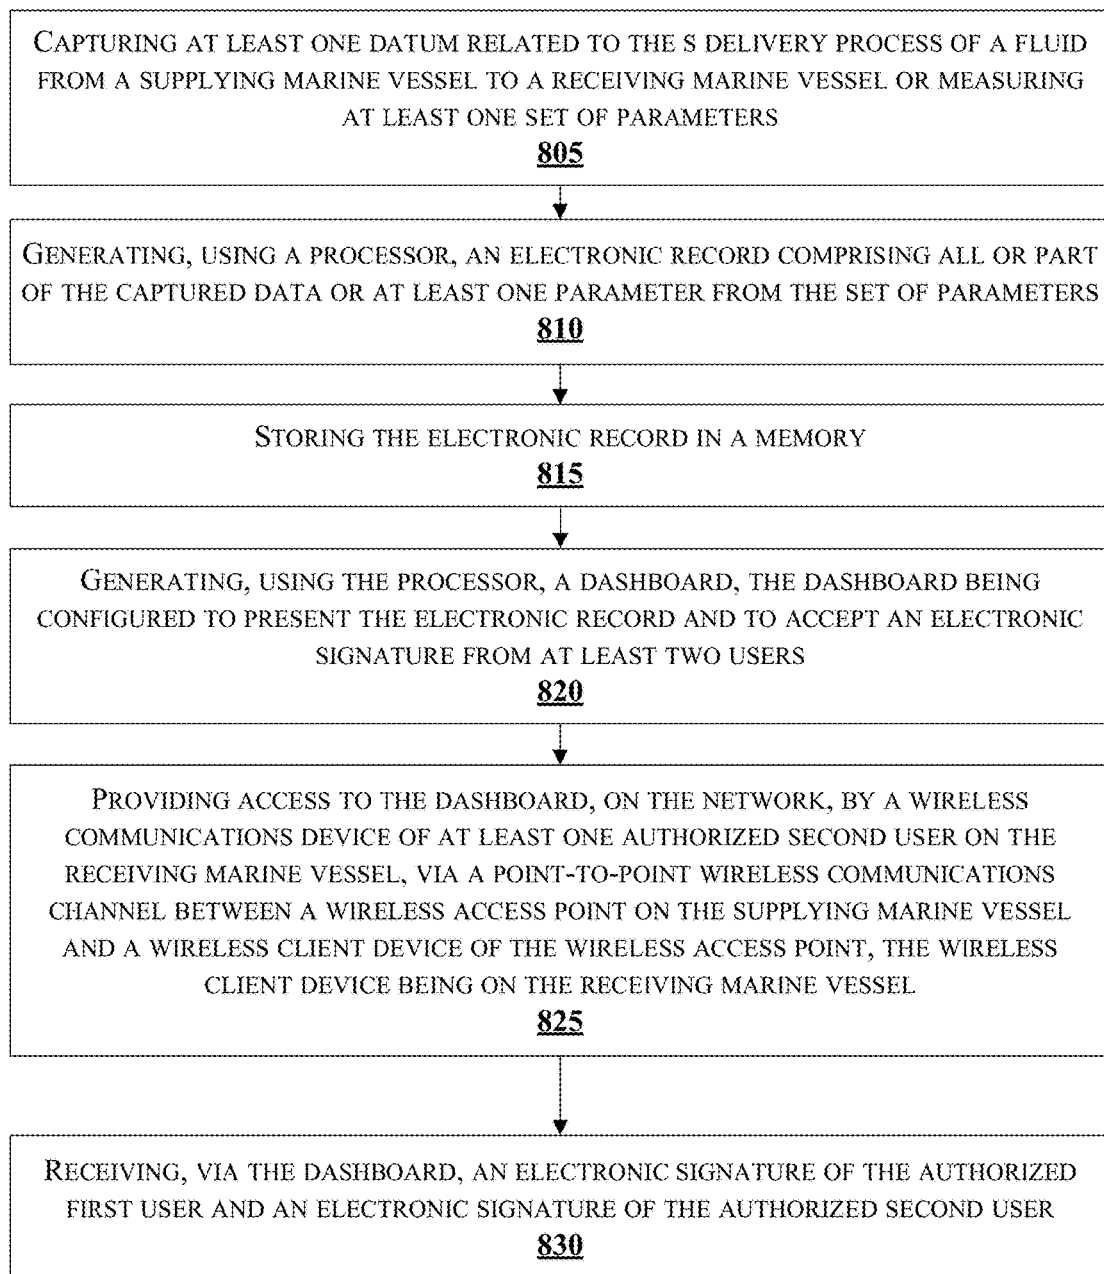 CAPTURING AT LEAST ONE DATUM RELATED TO THE S DELIVERY PROCESS OF A FLUID
FROM A SUPPLYING MARINE VESSEL TO A RECEIVING MARINE VESSEL OR MEASURING
AT LEAST ONE SET OF PARAMETERS
805
GENERATING, USING A PROCESSOR, AN ELECTRONIC RECORD COMPRISING ALL OR PART
OF THE CAPTURED DATA OR AT LEAST ONE PARAMETER FROM THE SET OF PARAMETERS
810
STORING THE ELECTRONIC RECORD IN A MEMORY
815
GENERATING, USING THE PROCESSOR, A DASHBOARD, THE DASHBOARD BEING
CONFIGURED TO PRESENT THE ELECTRONIC RECORD AND TO ACCEPT AN ELECTRONIC
SIGNATURE FROM AT LEAST TWO USERS
820
PROVIDING ACCESS TO THE DASHBOARD, ON THE NETWORK, BY A WIRELESS
COMMUNICATIONS DEVICE OF AT LEAST ONE AUTHORIZED SECOND USER ON THE
RECEIVING MARINE VESSEL, VIA A POINT-TO-POINT WIRELESS COMMUNICATIONS
CHANNEL BETWEEN A WIRELESS ACCESS POINT ON THE SUPPLYING MARINE VESSEL
AND A WIRELESS CLIENT DEVICE OF THE WIRELESS ACCESS POINT, THE WIRELESS
CLIENT DEVICE BEING ON THE RECEIVING MARINE VESSEL
825
RECEIVING, VIA THE DASHBOARD, AN ELECTRONIC SIGNATURE OF THE AUTHORIZED
FIRST USER AND AN ELECTRONIC SIGNATURE OF THE AUTHORIZED SECOND USER
830